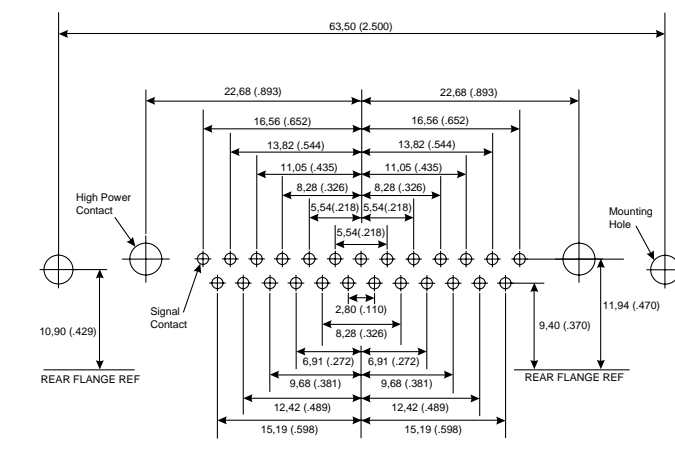 63,50 (2.500)
22,68 (.893) 22,68 (.893)
16,56 (.652) 16,56 (.652)
13,82 (.544) 13,82 (.544)
11,05 (.435) 11,05 (.435)
8,28 (.326) 8,28 (.326)
5,54(.218) 5,54(.218)
5,54(.218)
High Power
Contact
Mounting
Hole
Signal
Contact
2,80 (.110)
11,94 (.470)
10,90 (.429)
9,40 (.370)
8,28 (.326)
6,91 (.272) 6,91 (.272)
REAR FLANGE REF
REAR FLANGE REF
9,68 (.381) 9,68 (.381)
12,42 (.489) 12,42 (.489)
15,19 (.598) 15,19 (.598)